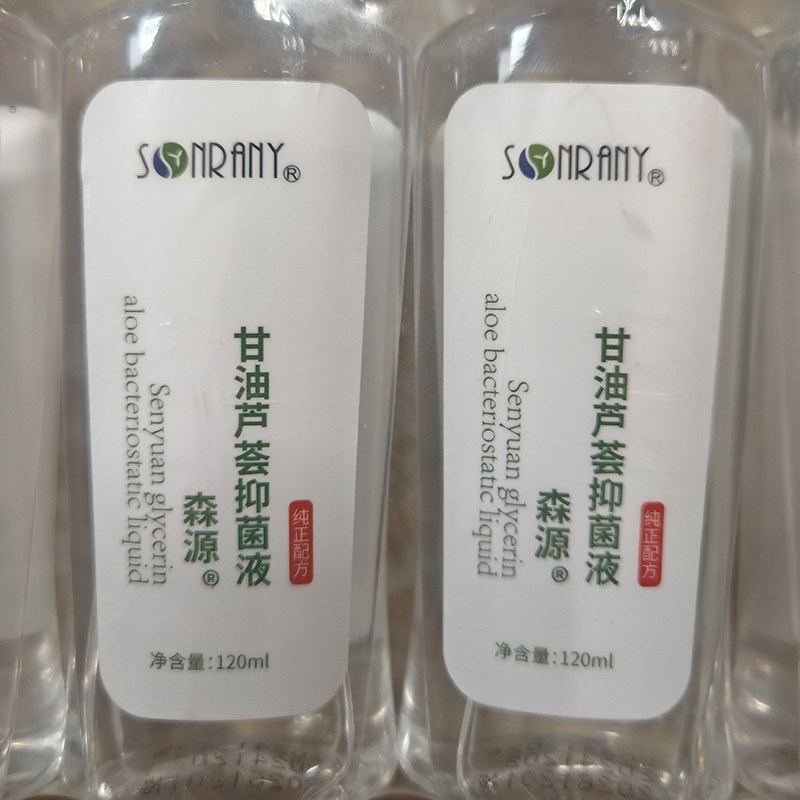 SONRANY®
甘油芦荟抑菌液
森源®
纯正配方
Senyuan glycerin
aloe bacteriostatic liquid
净含量：120ml
SONRANY®
甘油芦荟抑菌液
森源®
纯正配方
Senyuan glycerin
aloe bacteriostatic liquid
净含量：120ml